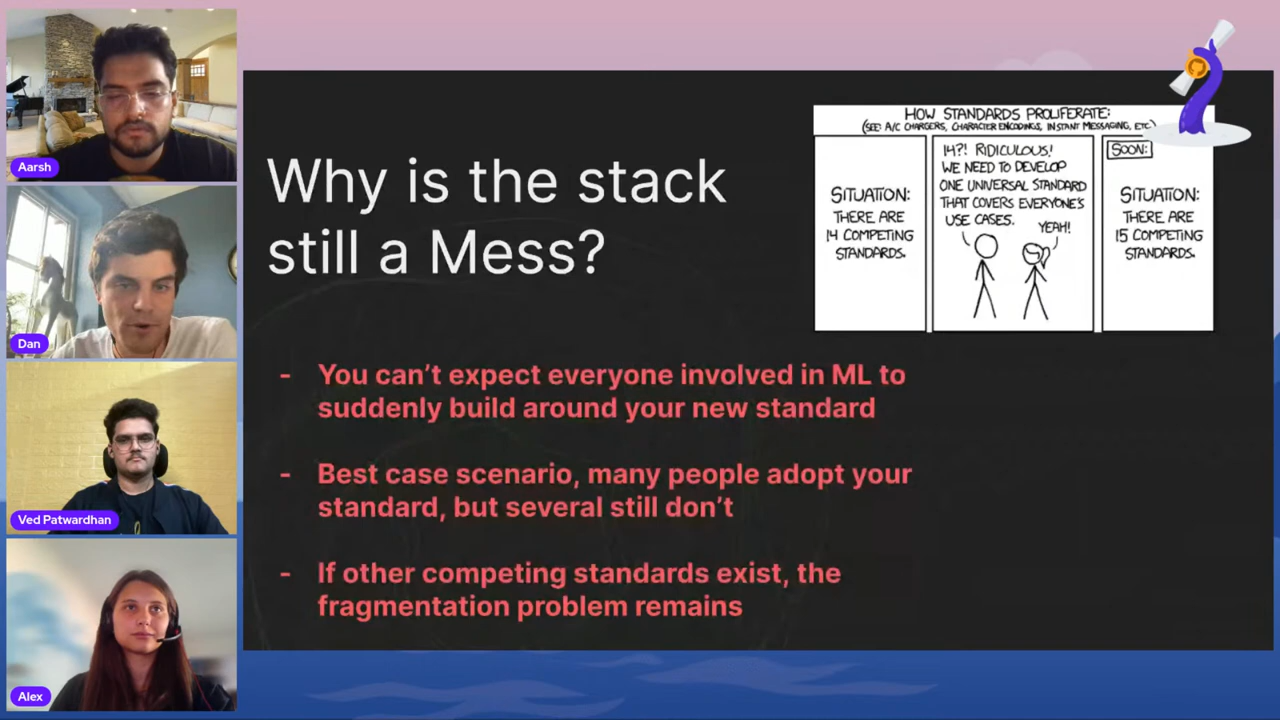 Aarsh
Dan
Ved Patwardhan
Alex
Why is the stack
still a Mess?
HOW STANDARDS PROLIFERATE:
(SEE: A/C CHARGERS, CHARACTER ENCODINGS, INSTANT MESSAGING, ETC.)
SITUATION:
THERE ARE
14 COMPETING
STANDARDS.
14?! RIDICULOUS!
WE NEED TO DEVELOP
ONE UNIVERSAL STANDARD
THAT COVERS EVERYONE'S
USE CASES.
YEAH!
SOON:
SITUATION:
THERE ARE
15 COMPETING
STANDARDS.
- You can’t expect everyone involved in ML to
suddenly build around your new standard
- Best case scenario, many people adopt your
standard, but several still don’t
- If other competing standards exist, the
fragmentation problem remains